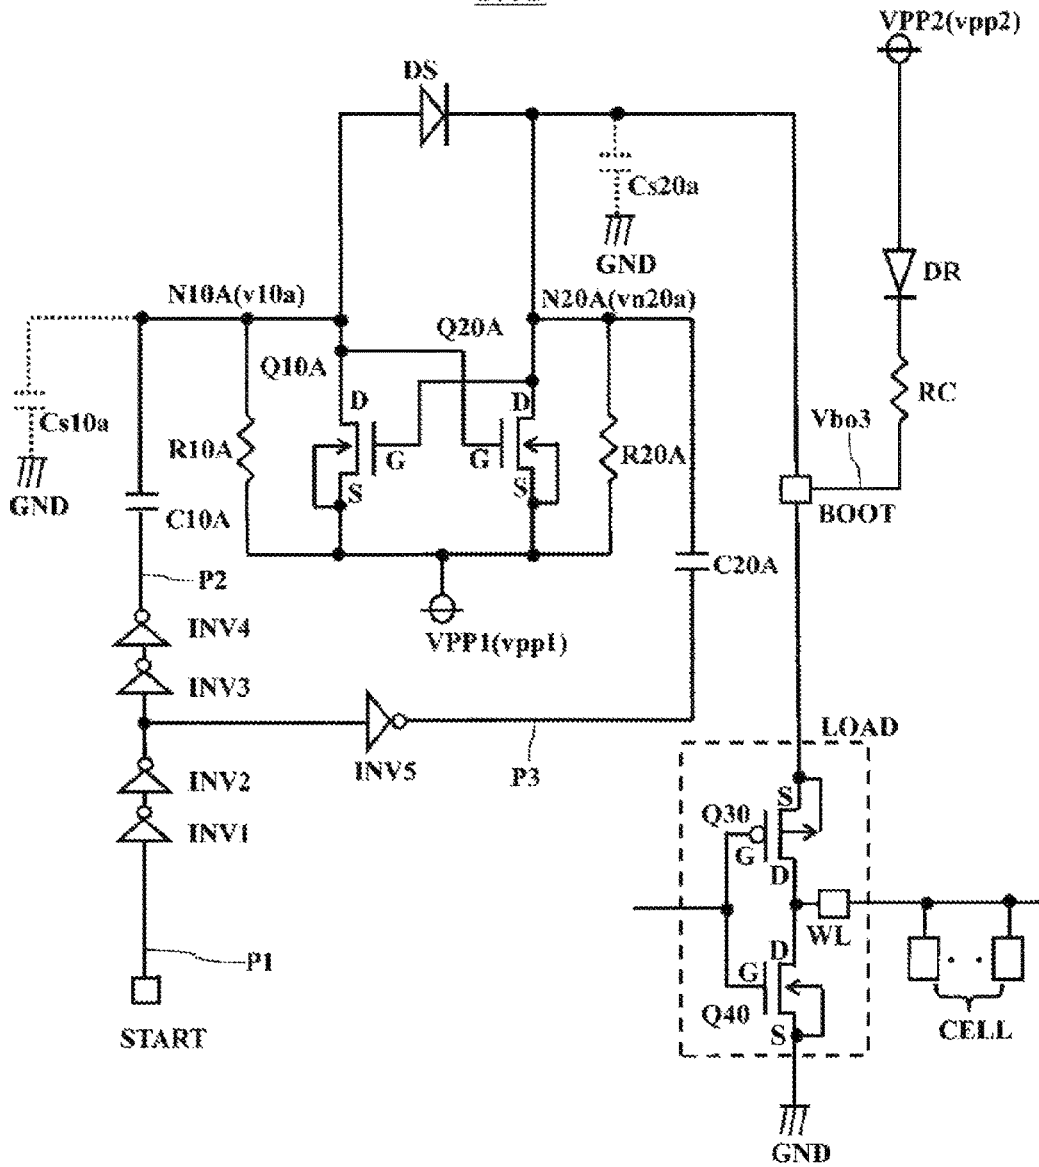 VPP2(vpp2)
DS
Cs20a
GND
DR
N10A(v10a)
N20A(vn20a)
Q20A
Q10A
RC
Cs10a
D
D
Vbo3
R10A
G
G
R20A
GND
S
S
C10A
BOOT
C20A
P2
INV4
VPP1(vpp1)
INV3
LOAD
INV5
P3
INV2
S
INV1
Q30
G
D
WL
P1
D
G
Q40
CELL
START
S
GND